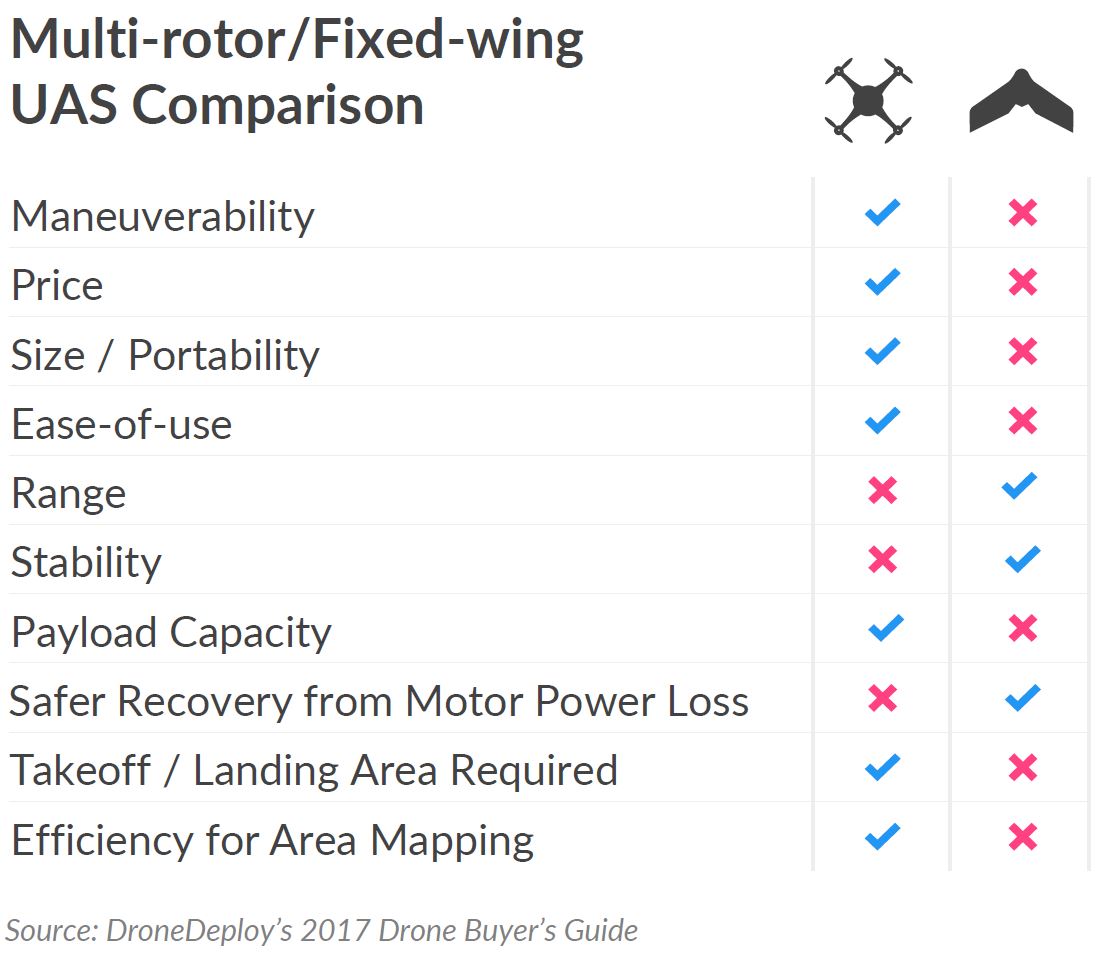 Multi-rotor/Fixed-wing
UAS Comparison
Maneuverability
Price
Size / Portability
Ease-of-use
Range
Stability
Payload Capacity
Safer Recovery from Motor Power Loss
Takeoff / Landing Area Required
Efficiency for Area Mapping
Source: DroneDeploy’s 2017 Drone Buyer’s Guide